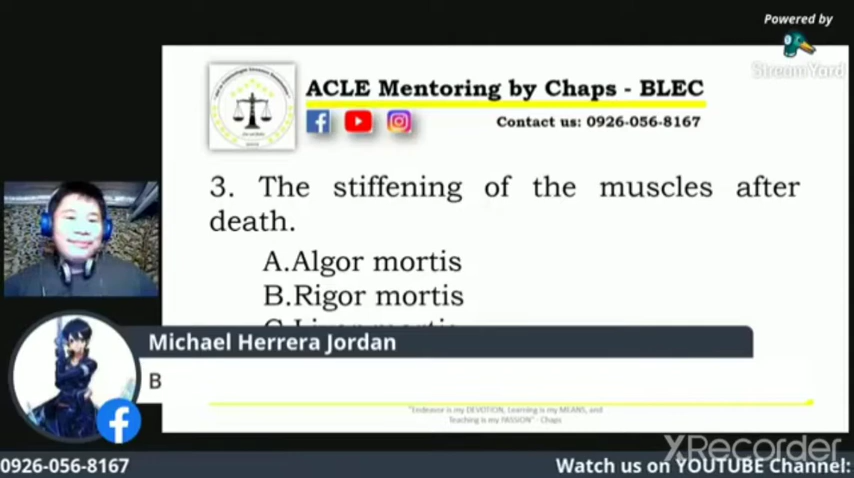 Powered by
StreamYard
ACLE Mentoring by Chaps - BLEC
Contact us: 0926-056-8167
3. The stiffening of the muscles after
death.
A.Algor mortis
B.Rigor mortis
C.Livor mortis
Michael Herrera Jordan
B
"Endeavor is my DEVOTION, Learning is my MEANS, and
Teaching is my PASSION" - Chaps
XRecorder
0926-056-8167
Watch us on YOUTUBE Channel: